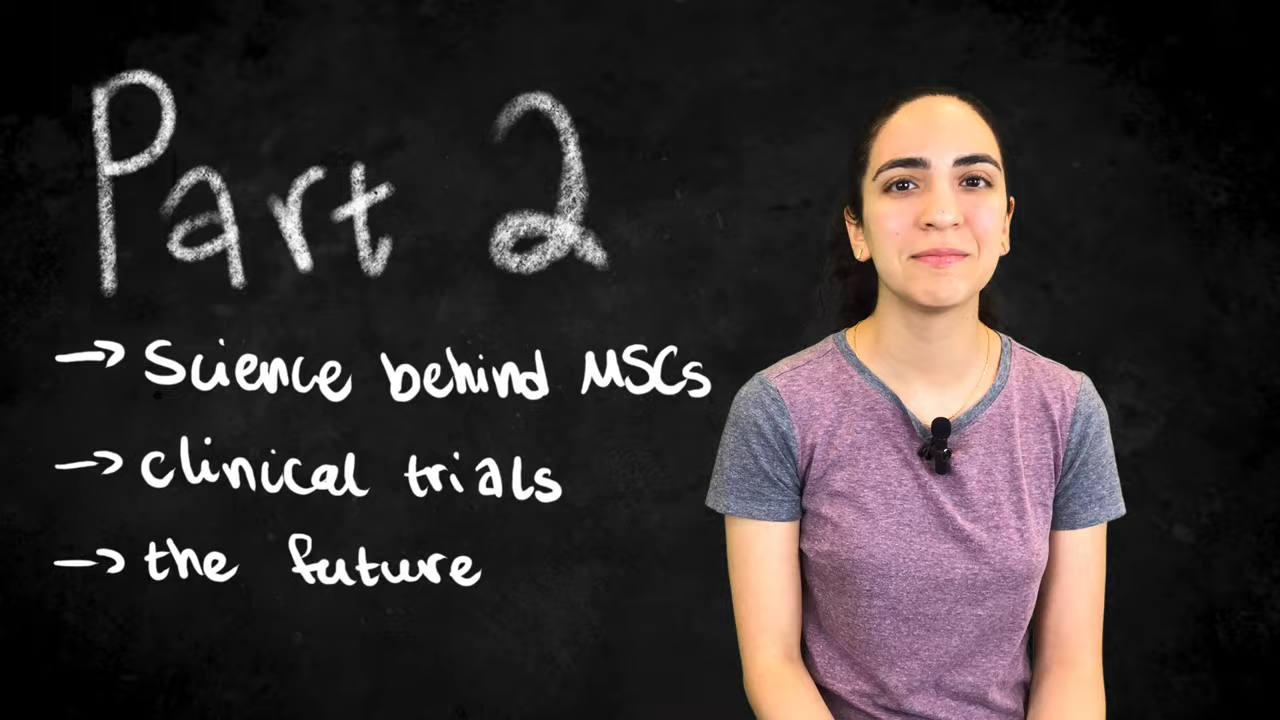 Part 2
→ Science behind MSCs
→ clinical trials
→ the future